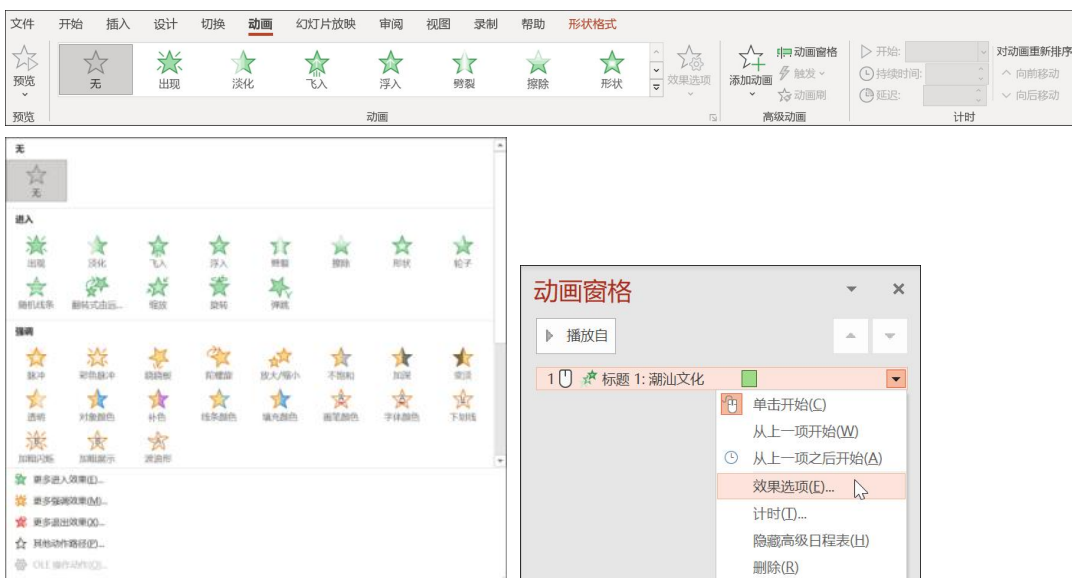 文件 开始 插入 设计 切换 动画 幻灯片放映 审阅 视图 录制 帮助 形状格式
预览 无 出现 淡化 飞入 浮入 劈裂 擦除 形状 效果选项 添加动画 动画窗格 触发 动画刷 开始: 持续时间: 延迟: 对动画重新排序 向前移动 向后移动
预览 动画 高级动画 计时
无
无
进入
出现 淡化 飞入 浮入 劈裂 擦除 形状 轮子
随机线条 翻转式由远... 缩放 旋转 弹跳
强调
脉冲 彩色脉冲 跷跷板 陀螺旋 放大/缩小 不饱和 加深 变淡
透明 对象颜色 补色 线条颜色 填充颜色 画笔颜色 字体颜色 下划线
加粗闪烁 加粗展示 波浪形
更多进入效果(E)...
更多强调效果(M)...
更多退出效果(X)...
其他动作路径(P)...
OLE 操作动作(O)...
动画窗格
播放自
1 标题 1: 潮汕文化
单击开始(C)
从上一项开始(W)
从上一项之后开始(A)
效果选项(E)...
计时(T)...
隐藏高级日程表(H)
删除(R)